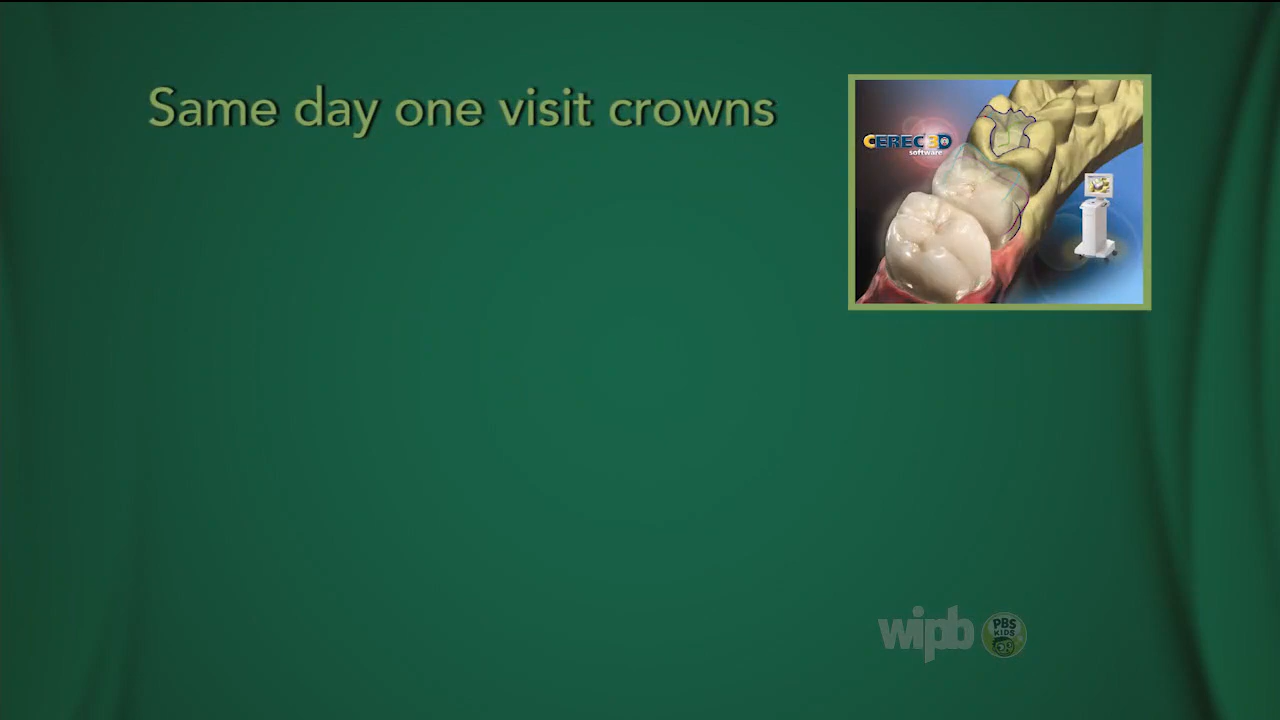 Same day one visit crowns
CEREC 3D
software
wipb
PBS
KIDS